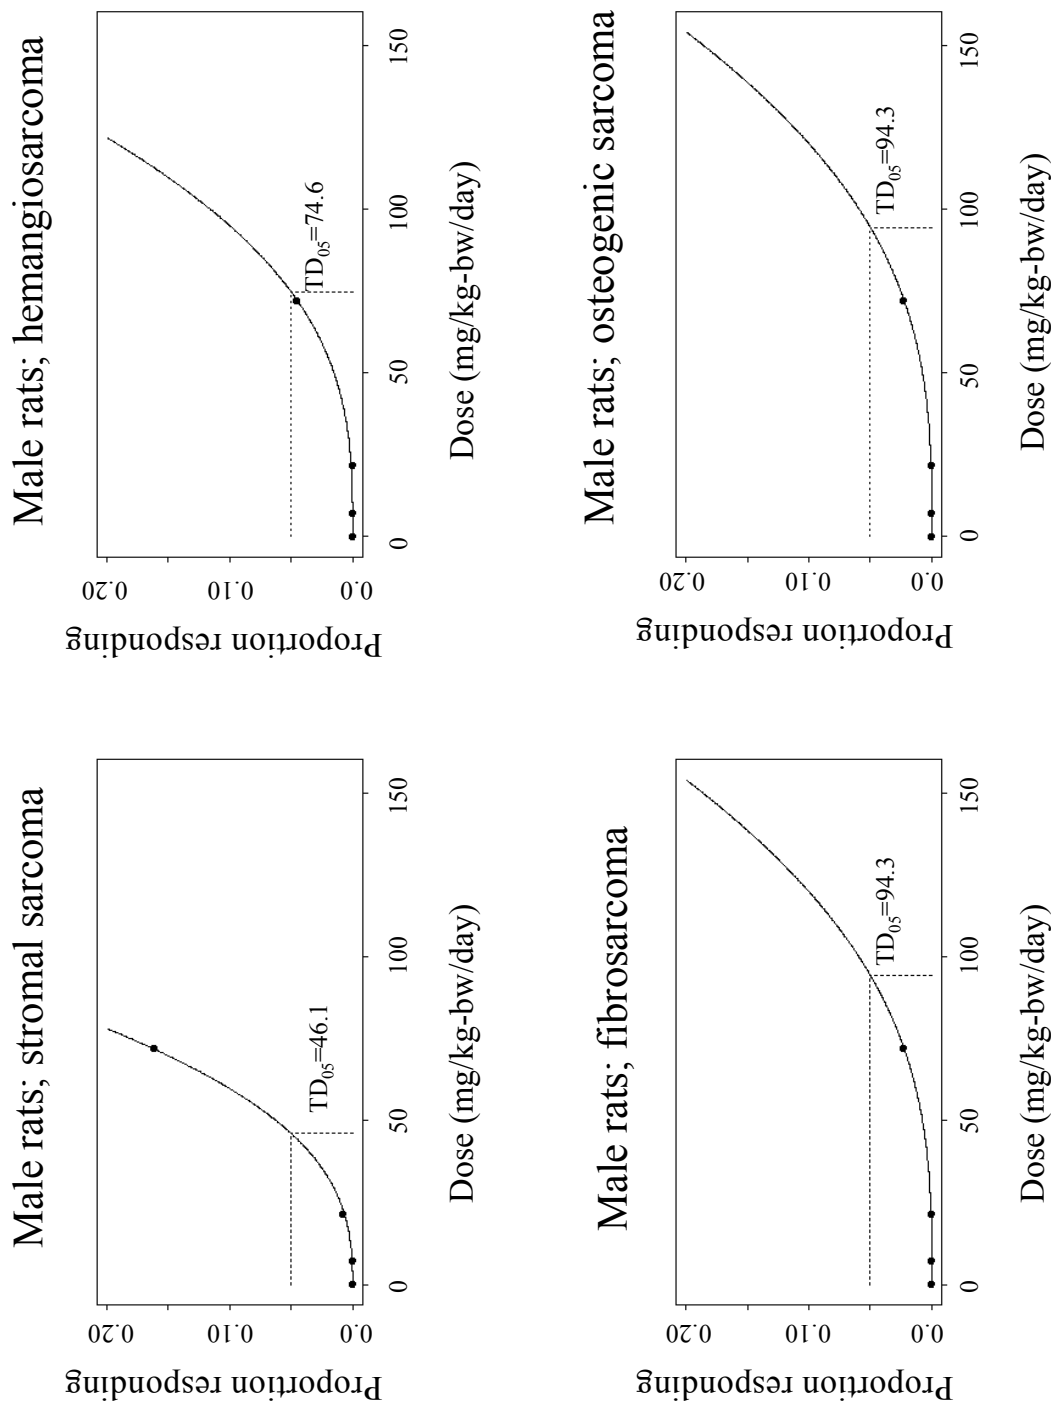 Male rats; stromal sarcoma
Proportion responding
0.20
0.10
0.0
TD05=46.1
0
50
100
150
Dose (mg/kg-bw/day)
Male rats; hemangiosarcoma
Proportion responding
0.20
0.10
0.0
TD05=74.6
0
50
100
150
Dose (mg/kg-bw/day)
Male rats; fibrosarcoma
Proportion responding
0.20
0.10
0.0
TD05=94.3
0
50
100
150
Dose (mg/kg-bw/day)
Male rats; osteogenic sarcoma
Proportion responding
0.20
0.10
0.0
TD05=94.3
0
50
100
150
Dose (mg/kg-bw/day)